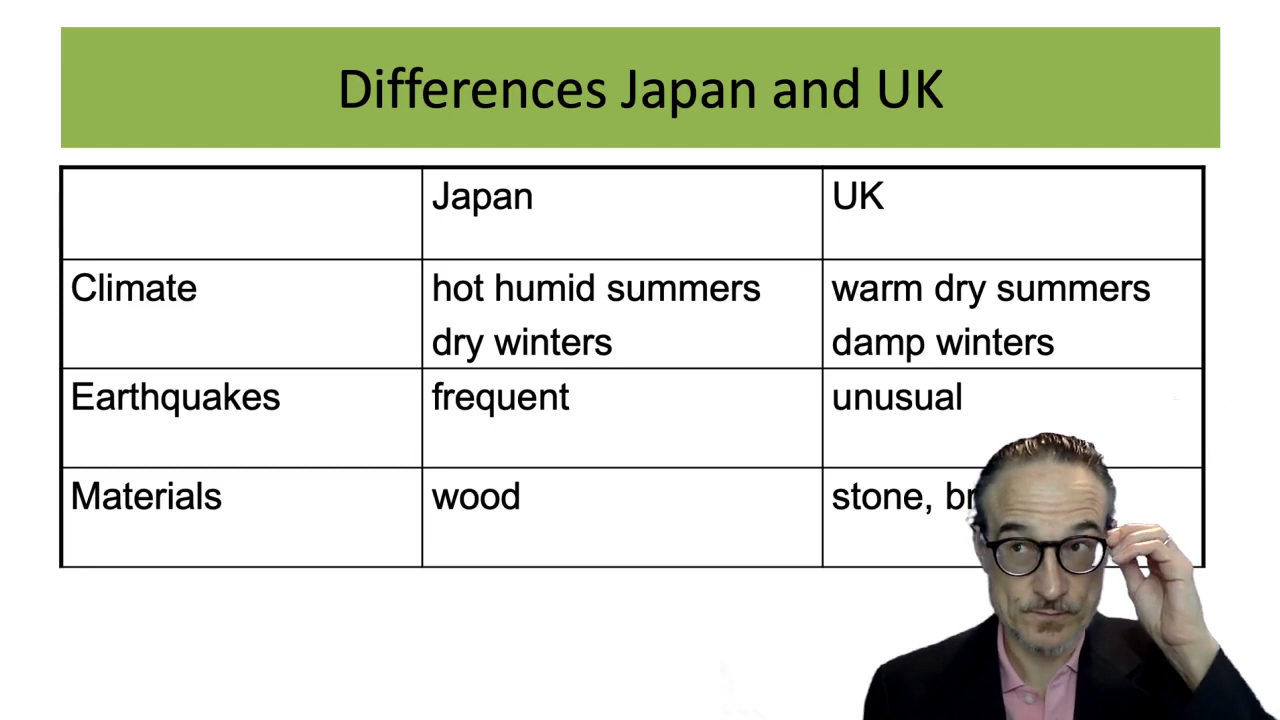 Differences Japan and UK
Japan UK
Climate hot humid summers warm dry summers
dry winters damp winters
Earthquakes frequent unusual
Materials wood stone,